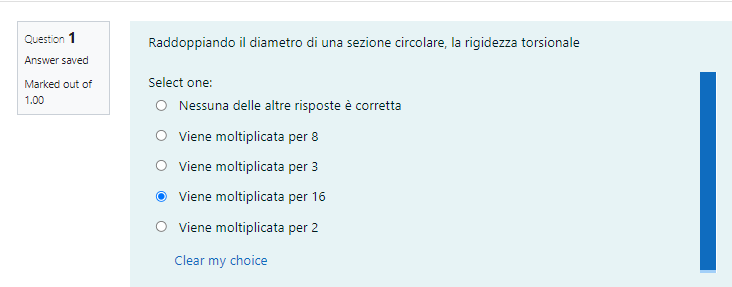 Question 1
Answer saved
Marked out of
1.00
Raddoppiando il diametro di una sezione circolare, la rigidezza torsionale
Select one:
Nessuna delle altre risposte è corretta
Viene moltiplicata per 8
Viene moltiplicata per 3
Viene moltiplicata per 16
Viene moltiplicata per 2
Clear my choice